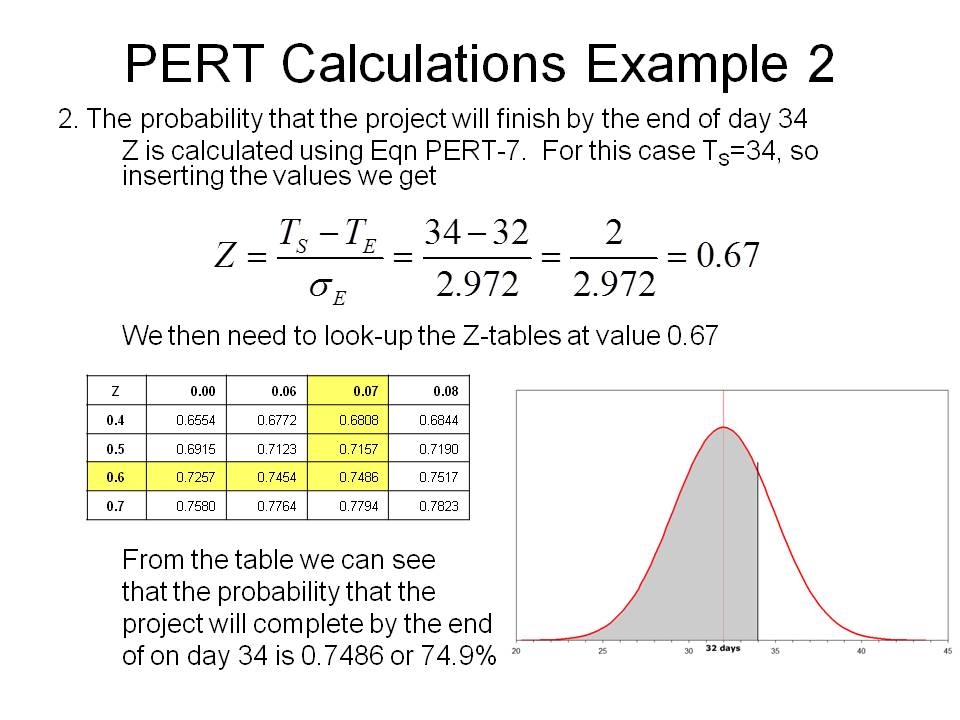 PERT Calculations Example 2
2. The probability that the project will finish by the end of day 34
Z is calculated using Eqn PERT-7. For this case TS=34, so
inserting the values we get
Z = (TS − TE)/σE = (34 − 32)/2.972 = 2/2.972 = 0.67
We then need to look-up the Z-tables at value 0.67
Z 0.00 0.06 0.07 0.08
0.4 0.6554 0.6772 0.6808 0.6844
0.5 0.6915 0.7123 0.7157 0.7190
0.6 0.7257 0.7454 0.7486 0.7517
0.7 0.7580 0.7764 0.7794 0.7823
From the table we can see
that the probability that the
project will complete by the end
of on day 34 is 0.7486 or 74.9%
20 25 30 32 days 35 40 45